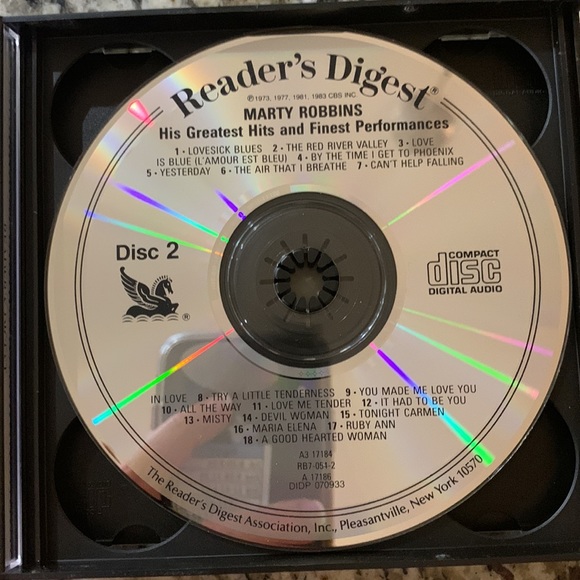 Reader's Digest®
℗1973, 1977, 1981, 1983 CBS INC.
MARTY ROBBINS
His Greatest Hits and Finest Performances
1 • LOVESICK BLUES 2 • THE RED RIVER VALLEY 3 • LOVE
IS BLUE (L'AMOUR EST BLEU) 4 • BY THE TIME I GET TO PHOENIX
5 • YESTERDAY 6 • THE AIR THAT I BREATHE 7 • CAN'T HELP FALLING
Disc 2
®
COMPACT
disc
DIGITAL AUDIO
IN LOVE 8 • TRY A LITTLE TENDERNESS 9 • YOU MADE ME LOVE YOU
10 • ALL THE WAY 11 • LOVE ME TENDER 12 • IT HAD TO BE YOU
13 • MISTY 14 • DEVIL WOMAN 15 • TONIGHT CARMEN
16 • MARIA ELENA 17 • RUBY ANN
18 • A GOOD HEARTED WOMAN
A3 17184
RB7-051-2
A 17186
DIDP 070933
The Reader's Digest Association, Inc., Pleasantville, New York 10570